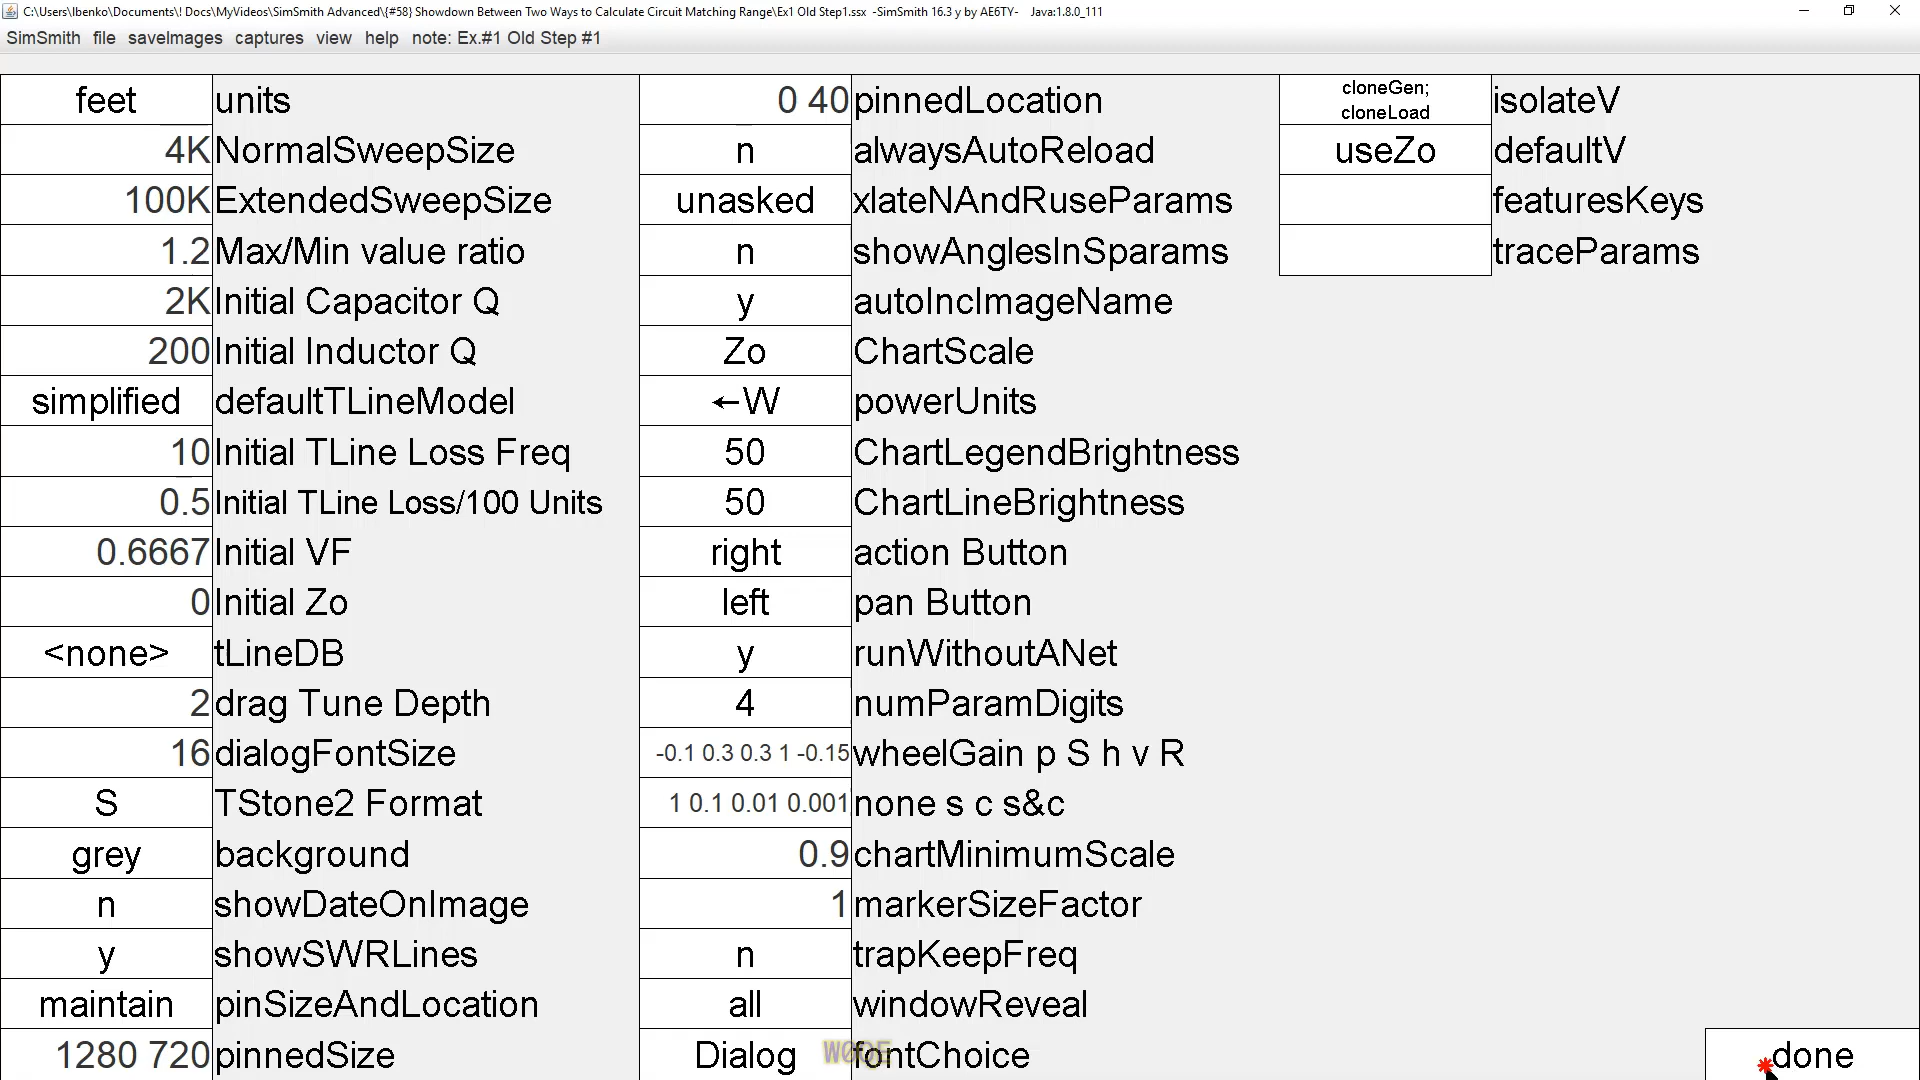 C:\Users\lbenko\Documents\! Docs\MyVideos\SimSmith Advanced\{#58} Showdown Between Two Ways to Calculate Circuit Matching Range\Ex1 Old Step1.ssx -SimSmith 16.3 y by AE6TY- Java:1.8.0_111
SimSmith file saveImages captures view help note: Ex.#1 Old Step #1
feet units
4K NormalSweepSize
100K ExtendedSweepSize
1.2 Max/Min value ratio
2K Initial Capacitor Q
200 Initial Inductor Q
simplified defaultTLineModel
10 Initial TLine Loss Freq
0.5 Initial TLine Loss/100 Units
0.6667 Initial VF
0 Initial Zo
<none> tLineDB
2 drag Tune Depth
16 dialogFontSize
S TStone2 Format
grey background
n showDateOnImage
y showSWRLines
maintain pinSizeAndLocation
1280 720 pinnedSize
0 40 pinnedLocation
n alwaysAutoReload
unasked xlateNAndRuseParams
n showAnglesInSparams
y autoIncImageName
Zo ChartScale
←W powerUnits
50 ChartLegendBrightness
50 ChartLineBrightness
right action Button
left pan Button
y runWithoutANet
4 numParamDigits
-0.1 0.3 0.3 1 -0.15 wheelGain p S h v R
1 0.1 0.01 0.001 none s c s&c
0.9 chartMinimumScale
1 markerSizeFactor
n trapKeepFreq
all windowReveal
Dialog fontChoice
W0QE
cloneGen;
cloneLoad
isolateV
useZo defaultV
featuresKeys
traceParams
done